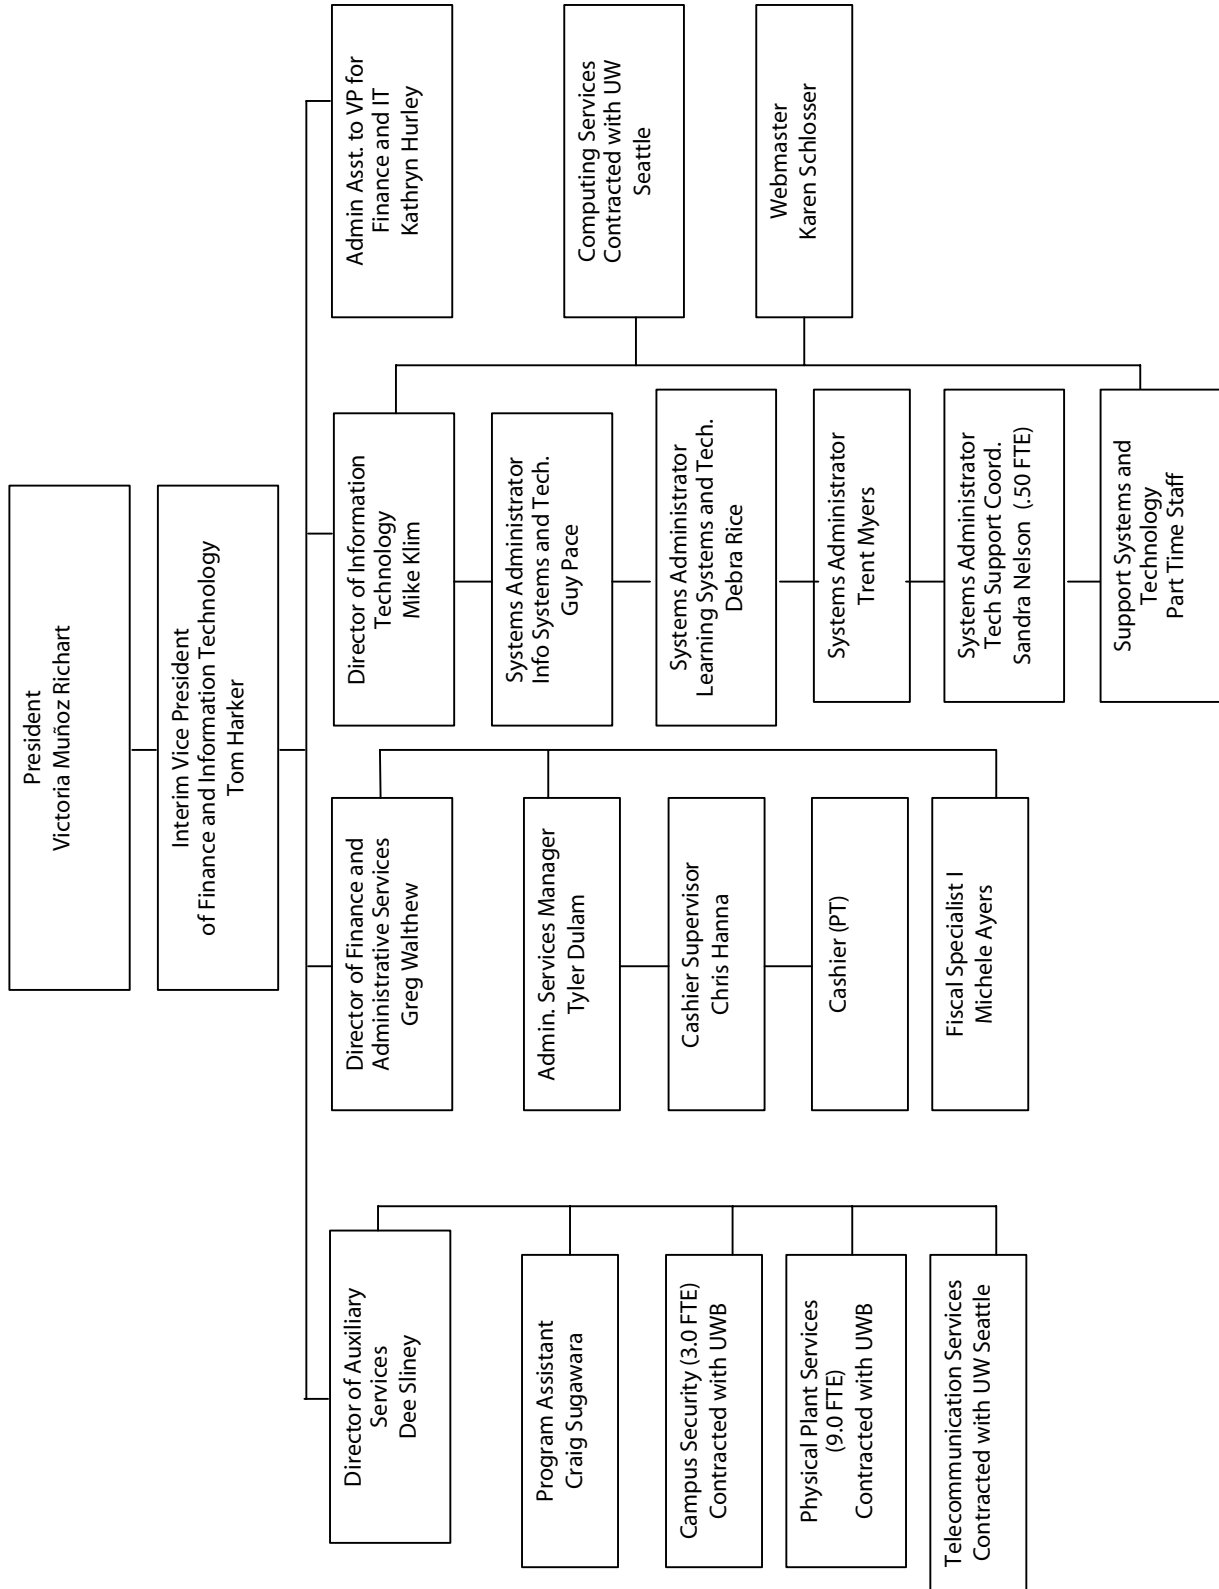 President
Victoria Muñoz Richart
Interim Vice President
of Finance and Information Technology
Tom Harker
Director of Auxiliary
Services
Dee Sliney
Program Assistant
Craig Sugawara
Campus Security (3.0 FTE)
Contracted with UWB
Physical Plant Services
(9.0 FTE)
Contracted with UWB
Telecommunication Services
Contracted with UW Seattle
Director of Finance and
Administrative Services
Greg Walthew
Admin. Services Manager
Tyler Dulam
Cashier Supervisor
Chris Hanna
Cashier (PT)
Fiscal Specialist I
Michele Ayers
Director of Information
Technology
Mike Klim
Systems Administrator
Info Systems and Tech.
Guy Pace
Systems Administrator
Learning Systems and Tech.
Debra Rice
Systems Administrator
Trent Myers
Systems Administrator
Tech Support Coord.
Sandra Nelson (.50 FTE)
Support Systems and
Technology
Part Time Staff
Admin Asst. to VP for
Finance and IT
Kathryn Hurley
Computing Services
Contracted with UW
Seattle
Webmaster
Karen Schlosser